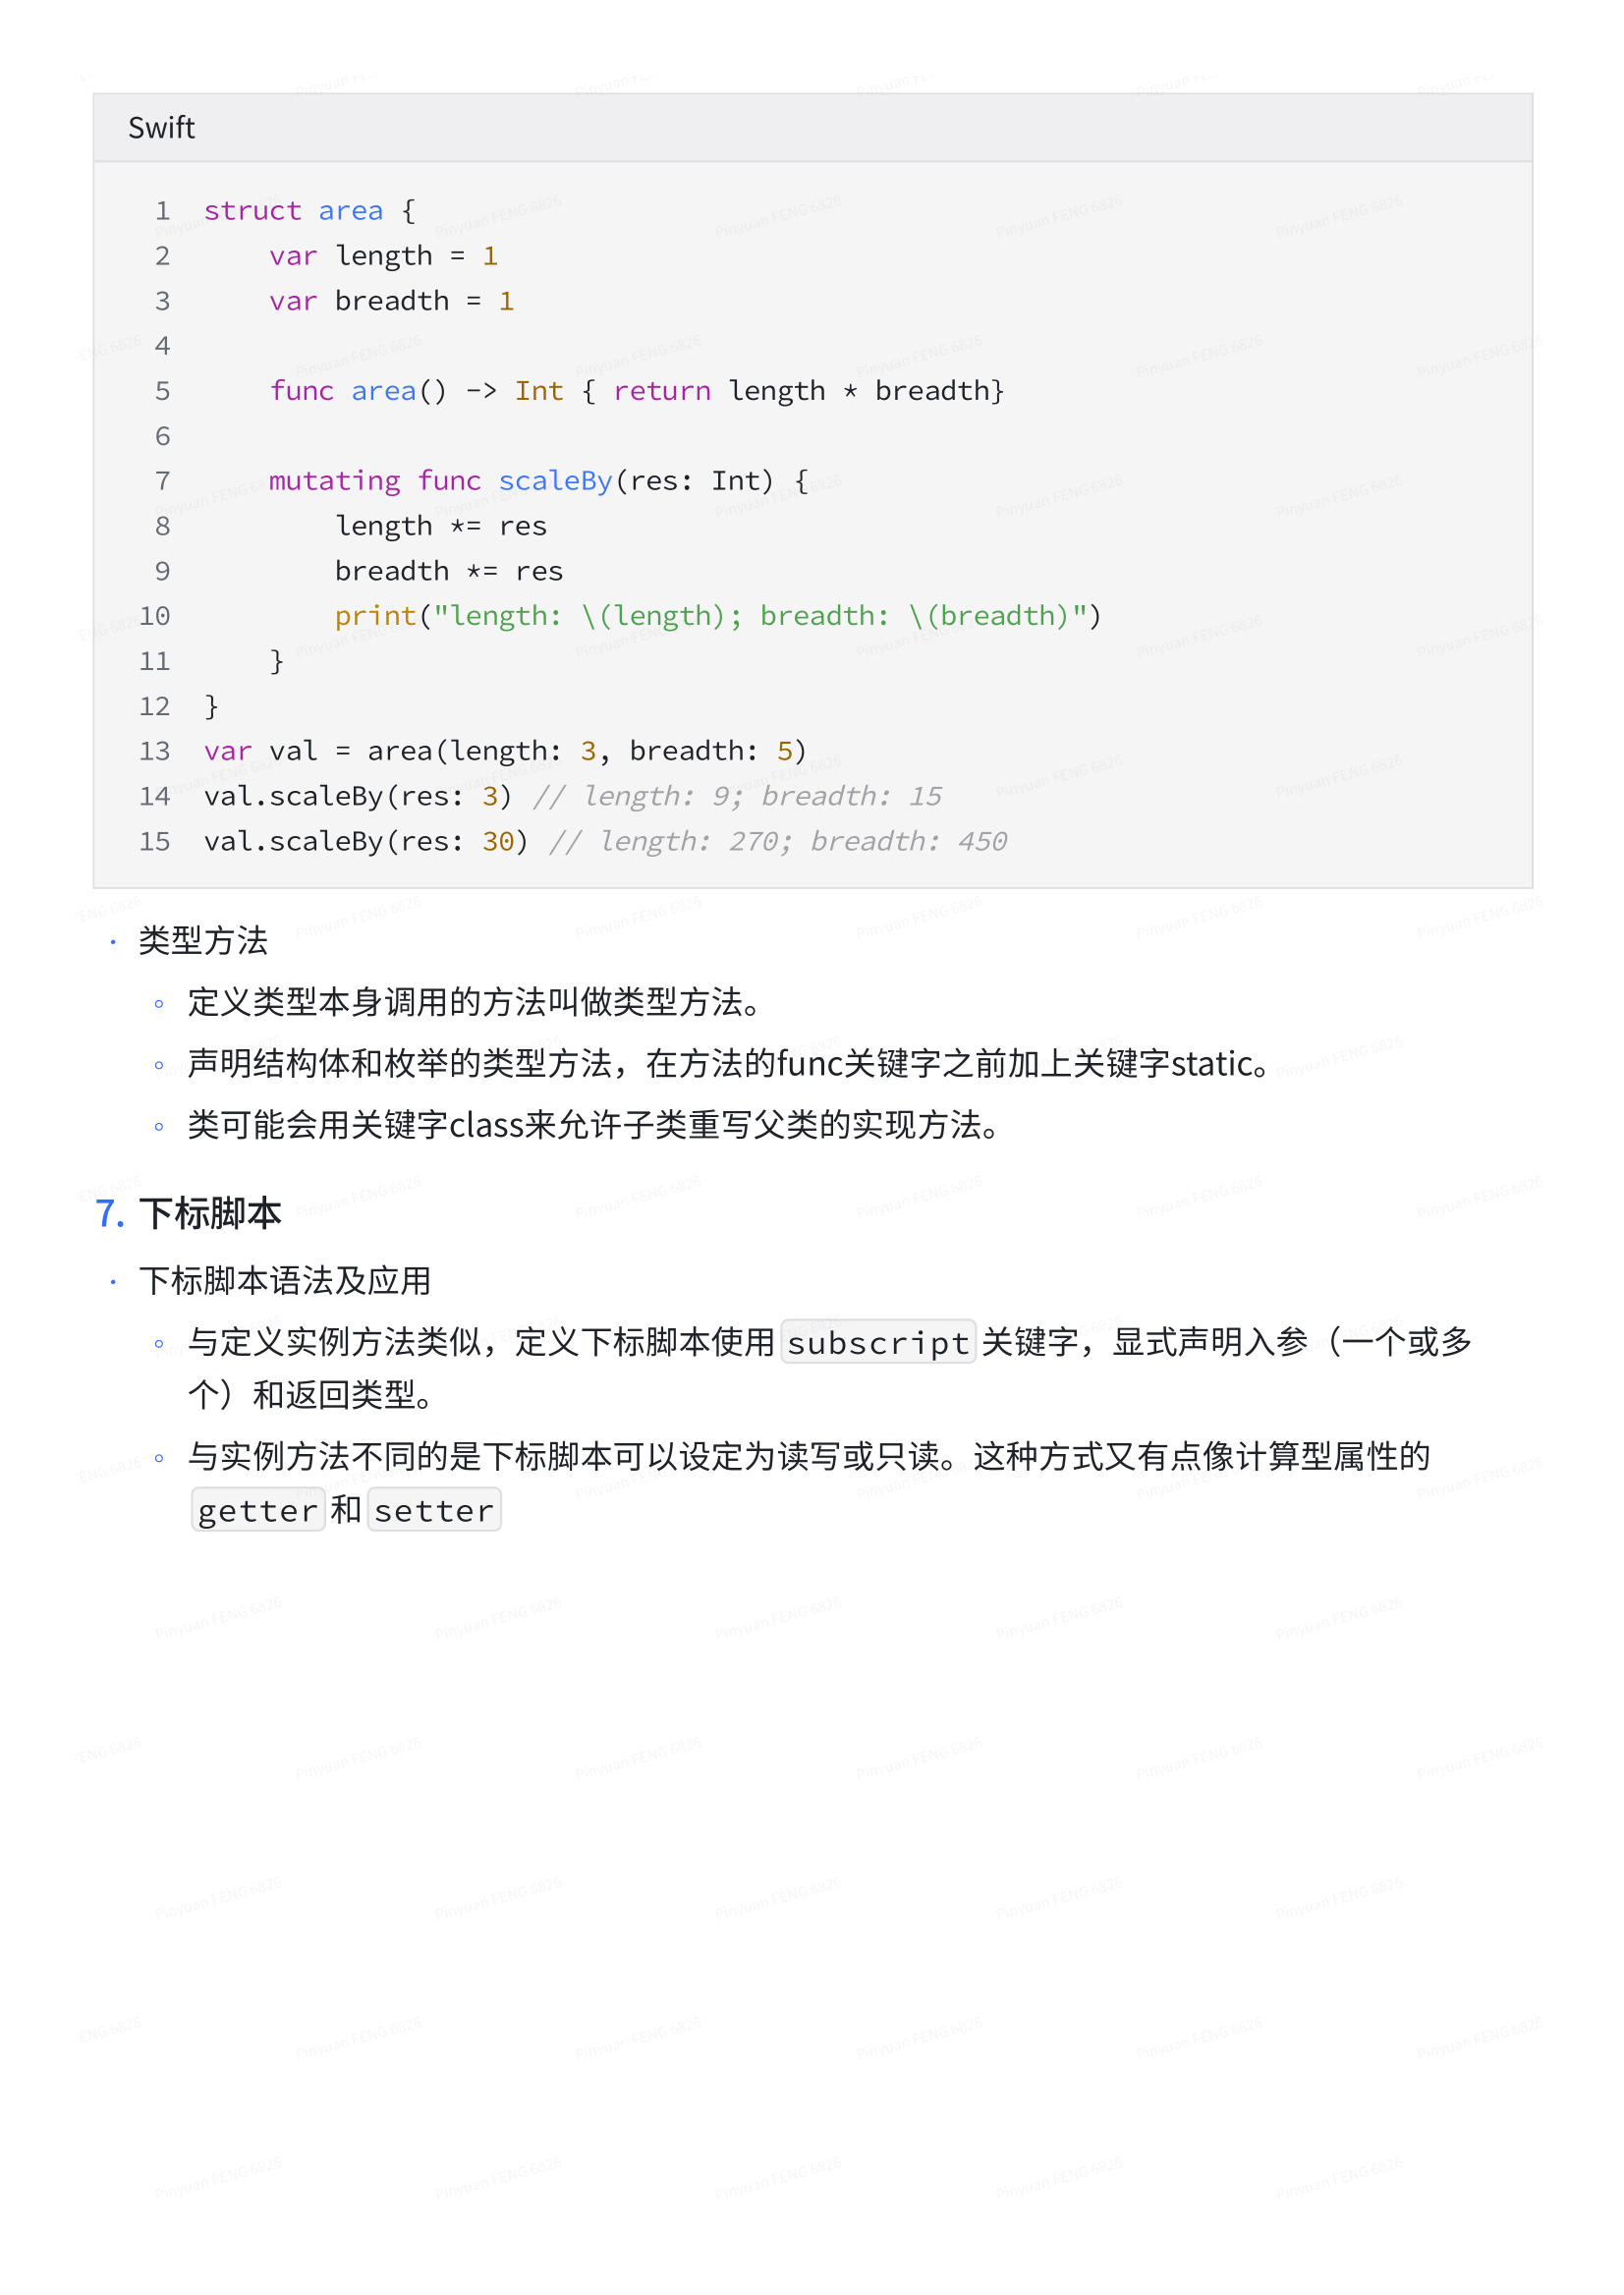 Swift
1 struct area {
2     var length = 1
3     var breadth = 1
4
5     func area() -> Int { return length * breadth}
6
7     mutating func scaleBy(res: Int) {
8         length *= res
9         breadth *= res
10         print("length: \(length); breadth: \(breadth)")
11     }
12 }
13 var val = area(length: 3, breadth: 5)
14 val.scaleBy(res: 3) // length: 9; breadth: 15
15 val.scaleBy(res: 30) // length: 270; breadth: 450
• 类型方法
◦ 定义类型本身调用的方法叫做类型方法。
◦ 声明结构体和枚举的类型方法，在方法的func关键字之前加上关键字static。
◦ 类可能会用关键字class来允许子类重写父类的实现方法。
7. 下标脚本
• 下标脚本语法及应用
◦ 与定义实例方法类似，定义下标脚本使用 subscript 关键字，显式声明入参（一个或多
个）和返回类型。
◦ 与实例方法不同的是下标脚本可以设定为读写或只读。这种方式又有点像计算型属性的
getter 和 setter
Pinyuan FENG 6826